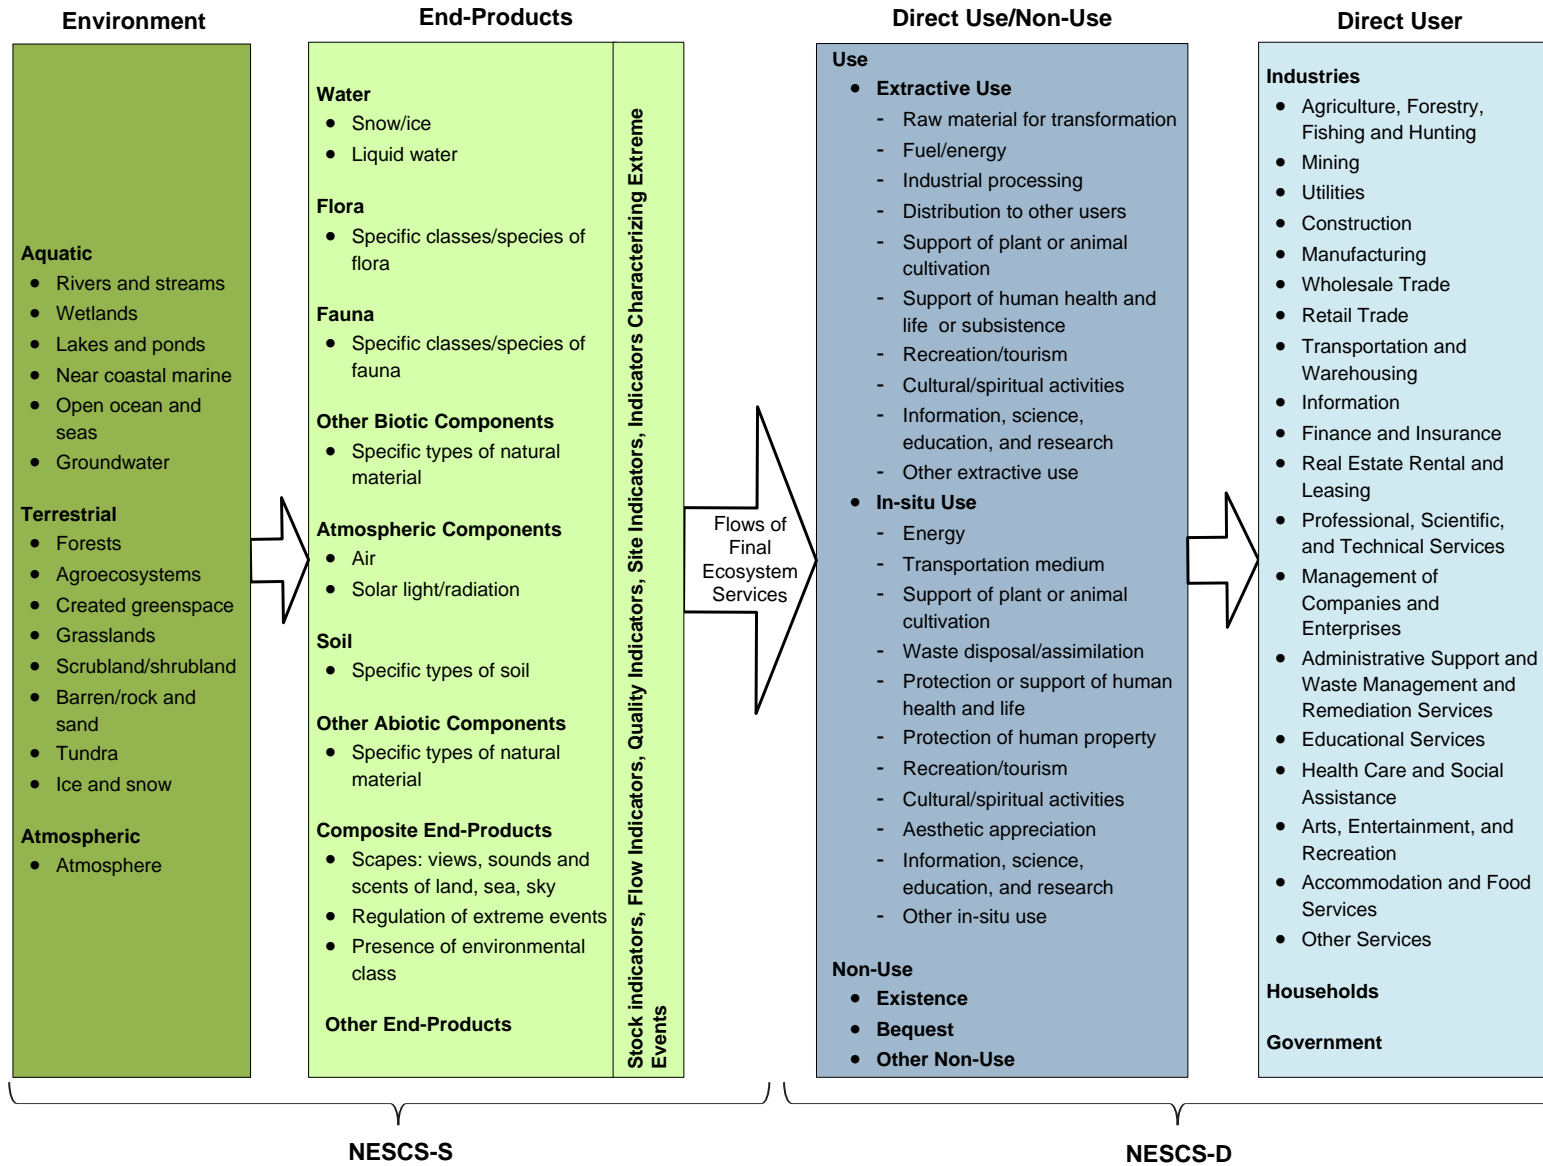 Environment
Aquatic
• Rivers and streams
• Wetlands
• Lakes and ponds
• Near coastal marine
• Open ocean and
seas
• Groundwater
Terrestrial
• Forests
• Agroecosystems
• Created greenspace
• Grasslands
• Scrubland/shrubland
• Barren/rock and
sand
• Tundra
• Ice and snow
Atmospheric
• Atmosphere
End-Products
Water
• Snow/ice
• Liquid water
Flora
• Specific classes/species of
flora
Fauna
• Specific classes/species of
fauna
Other Biotic Components
• Specific types of natural
material
Atmospheric Components
• Air
• Solar light/radiation
Soil
• Specific types of soil
Other Abiotic Components
• Specific types of natural
material
Composite End-Products
• Scapes: views, sounds and
scents of land, sea, sky
• Regulation of extreme events
• Presence of environmental
class
Other End-Products
Stock indicators, Flow Indicators, Quality Indicators, Site Indicators, Indicators Characterizing Extreme
Events
Flows of
Final
Ecosystem
Services
Direct Use/Non-Use
Use
• Extractive Use
- Raw material for transformation
- Fuel/energy
- Industrial processing
- Distribution to other users
- Support of plant or animal
cultivation
- Support of human health and
life or subsistence
- Recreation/tourism
- Cultural/spiritual activities
- Information, science,
education, and research
- Other extractive use
• In-situ Use
- Energy
- Transportation medium
- Support of plant or animal
cultivation
- Waste disposal/assimilation
- Protection or support of human
health and life
- Protection of human property
- Recreation/tourism
- Cultural/spiritual activities
- Aesthetic appreciation
- Information, science,
education, and research
- Other in-situ use
Non-Use
• Existence
• Bequest
• Other Non-Use
Direct User
Industries
• Agriculture, Forestry,
Fishing and Hunting
• Mining
• Utilities
• Construction
• Manufacturing
• Wholesale Trade
• Retail Trade
• Transportation and
Warehousing
• Information
• Finance and Insurance
• Real Estate Rental and
Leasing
• Professional, Scientific,
and Technical Services
• Management of
Companies and
Enterprises
• Administrative Support and
Waste Management and
Remediation Services
• Educational Services
• Health Care and Social
Assistance
• Arts, Entertainment, and
Recreation
• Accommodation and Food
Services
• Other Services
Households
Government
NESCS-S
NESCS-D